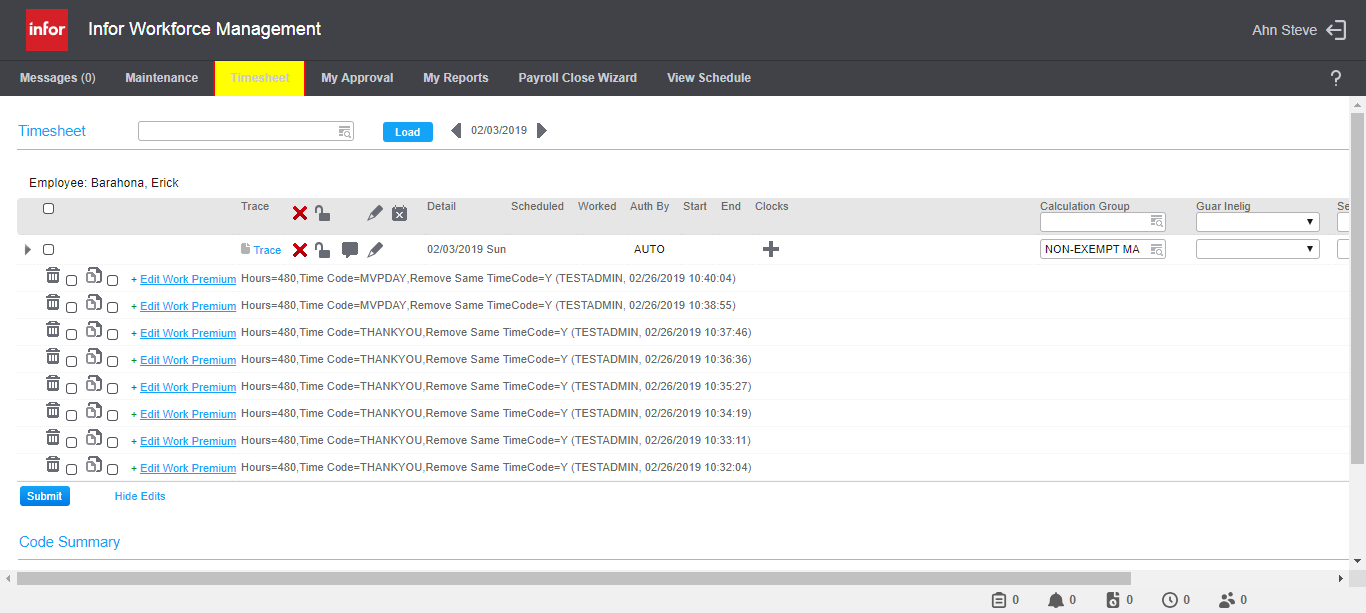 infor Infor Workforce Management Ahn Steve
Messages (0) Maintenance Timesheet My Approval My Reports Payroll Close Wizard View Schedule ?
Timesheet Load 02/03/2019
Employee: Barahona, Erick
Trace Detail Scheduled Worked Auth By Start End Clocks Calculation Group Guar Inelig Se
Trace 02/03/2019 Sun AUTO NON-EXEMPT MA
+ Edit Work Premium Hours=480,Time Code=MVPDAY,Remove Same TimeCode=Y (TESTADMIN, 02/26/2019 10:40:04)
+ Edit Work Premium Hours=480,Time Code=MVPDAY,Remove Same TimeCode=Y (TESTADMIN, 02/26/2019 10:38:55)
+ Edit Work Premium Hours=480,Time Code=THANKYOU,Remove Same TimeCode=Y (TESTADMIN, 02/26/2019 10:37:46)
+ Edit Work Premium Hours=480,Time Code=THANKYOU,Remove Same TimeCode=Y (TESTADMIN, 02/26/2019 10:36:36)
+ Edit Work Premium Hours=480,Time Code=THANKYOU,Remove Same TimeCode=Y (TESTADMIN, 02/26/2019 10:35:27)
+ Edit Work Premium Hours=480,Time Code=THANKYOU,Remove Same TimeCode=Y (TESTADMIN, 02/26/2019 10:34:19)
+ Edit Work Premium Hours=480,Time Code=THANKYOU,Remove Same TimeCode=Y (TESTADMIN, 02/26/2019 10:33:11)
+ Edit Work Premium Hours=480,Time Code=THANKYOU,Remove Same TimeCode=Y (TESTADMIN, 02/26/2019 10:32:04)
Submit Hide Edits
Code Summary
0 0 0 0 0